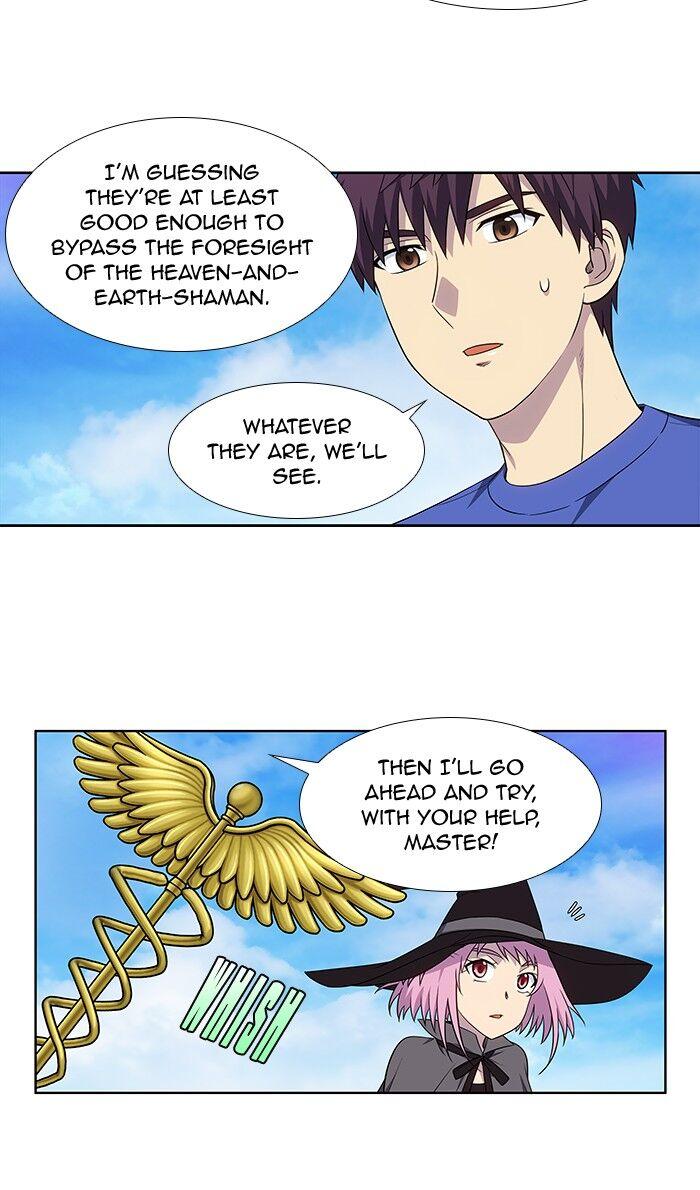 I'M GUESSING
THEY'RE AT LEAST
GOOD ENOUGH TO
BYPASS THE FORESIGHT
OF THE HEAVEN-AND-
EARTH-SHAMAN.
WHATEVER
THEY ARE, WE'LL
SEE.
THEN I'LL GO
AHEAD AND TRY,
WITH YOUR HELP,
MASTER!
WHISH